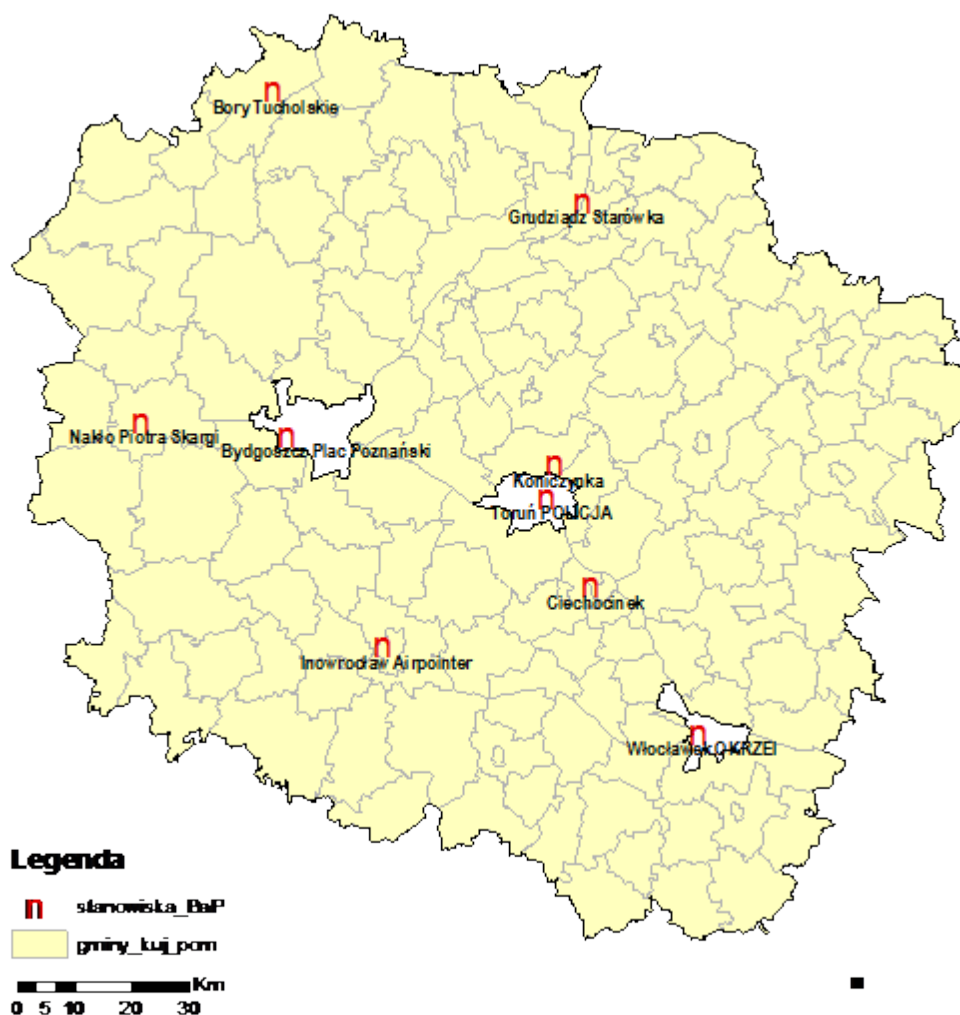 n
Bory Tucholskie
n
Grudziądz Starówka
n
Nakło Piotra Skargi
n
Bydgoszcz Plac Poznański
n
Koniczynka
n
Toruń POLICJA
n
Ciechocinek
n
Inowrocław Airpointer
n
Włocławek OKRZEI
Legenda
n stanowiska_BaP
gminy_kuj_pom
Km
0 5 10 20 30